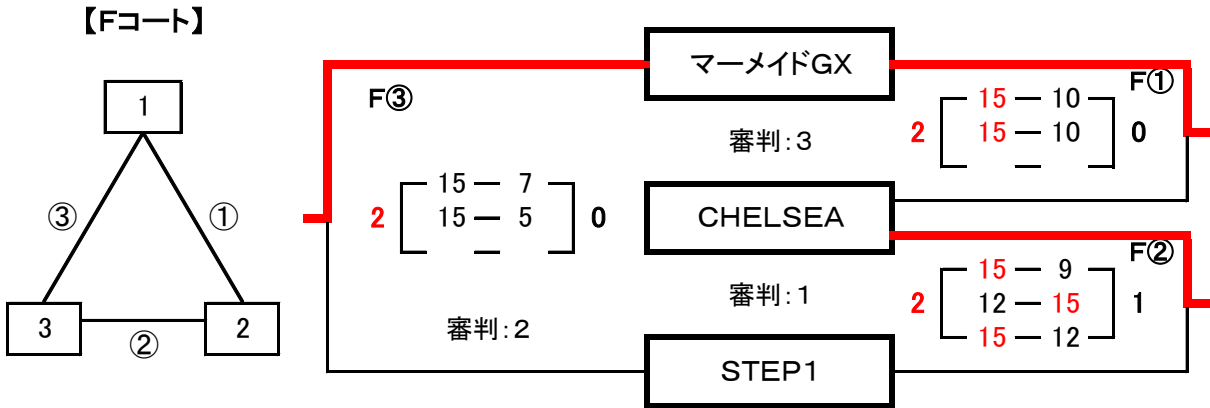 【Fコート】
1
③
①
3
②
2
F③
2
15 — 7
15 — 5
—
0
審判：2
マーメイドGX
審判：3
CHELSEA
審判：1
STEP1
F①
2
15 — 10
15 — 10
—
0
F②
2
15 — 9
12 — 15
15 — 12
1